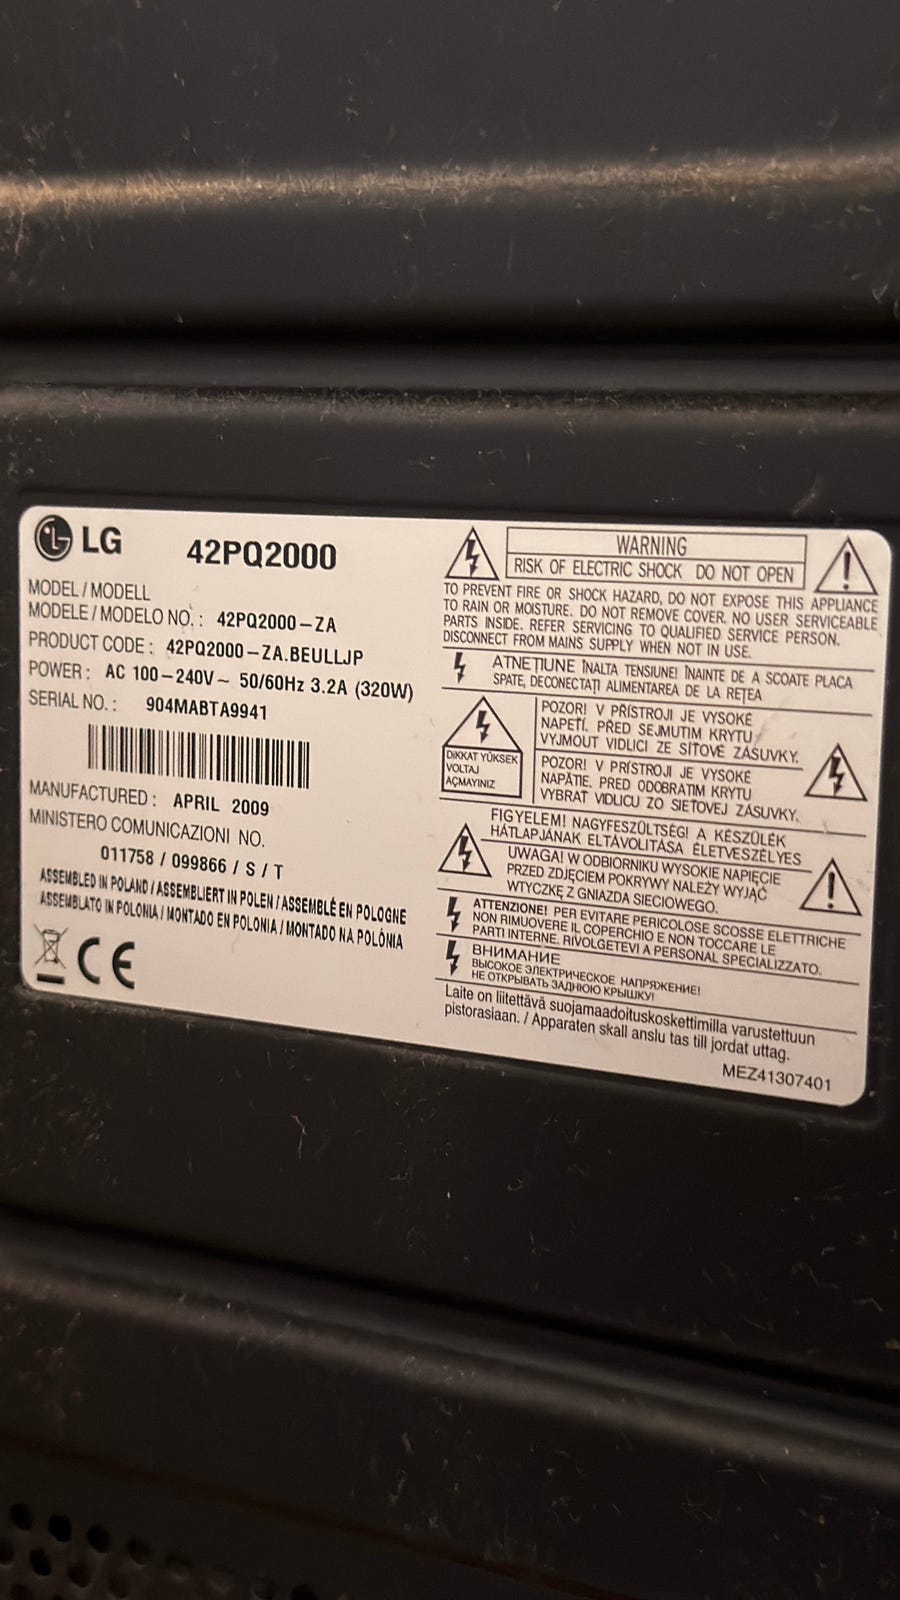 LG 42PQ2000
MODEL / MODELL
MODELE / MODELO NO. : 42PQ2000-ZA
PRODUCT CODE : 42PQ2000-ZA.BEULLJP
POWER : AC 100-240V~ 50/60Hz 3.2A (320W)
SERIAL NO. : 904MABTA9941
MANUFACTURED : APRIL 2009
MINISTERO COMUNICAZIONI NO.
011758 / 099866 / S / T
ASSEMBLED IN POLAND / ASSEMBLIERT IN POLEN / ASSEMBLÉ EN POLOGNE
ASSEMBLATO IN POLONIA / MONTADO EN POLONIA / MONTADO NA POLÓNIA
CE
WARNING
RISK OF ELECTRIC SHOCK DO NOT OPEN
TO PREVENT FIRE OR SHOCK HAZARD, DO NOT EXPOSE THIS APPLIANCE
TO RAIN OR MOISTURE. DO NOT REMOVE COVER. NO USER SERVICEABLE
PARTS INSIDE. REFER SERVICING TO QUALIFIED SERVICE PERSON.
DISCONNECT FROM MAINS SUPPLY WHEN NOT IN USE.
ATNEŢIUNE ÎNALTA TENSIUNE! ÎNAINTE DE A SCOATE PLACA
SPATE, DECONECTAŢI ALIMENTAREA DE LA REŢEA
DIKKAT YÜKSEK
VOLTAJ
AÇMAYINIZ
POZOR! V PŘÍSTROJI JE VYSOKÉ
NAPETÍ. PŘED SEJMUTIM KRYTU
VYJMOUT VIDLICI ZE SÍŤOVÉ ZÁSUVKY.
POZOR! V PRÍSTROJI JE VYSOKÉ
NAPÄTIE. PRED ODOBRATIM KRYTU
VYBRAŤ VIDLICU ZO SIEŤOVEJ ZÁSUVKY.
FIGYELEM! NAGYFESZÜLTSÉG! A KÉSZÜLÉK
HÁTLAPJÁNAK ELTÁVOLITÁSA ÉLETVESZÉLYES
UWAGA! W ODBIORNIKU WYSOKIE NAPIĘCIE
PRZED ZDJĘCIEM POKRYWY NALEŻY WYJĄĆ
WTYCZKĘ Z GNIAZDA SIECIOWEGO.
ATTENZIONE! PER EVITARE PERICOLOSE SCOSSE ELETTRICHE
NON RIMUOVERE IL COPERCHIO E NON TOCCARE LE
PARTI INTERNE. RIVOLGETEVI A PERSONAL SPECIALIZZATO.
ВНИМАНИЕ
ВЫСОКОЕ ЭЛЕКТРИЧЕСКОЕ НАПРЯЖЕНИЕ!
НЕ ОТКРЫВАТЬ ЗАДНЮЮ КРЫШКУ!
Laite on liitettävä suojamaadoituskoskettimilla varustettuun
pistorasiaan. / Apparaten skall anslu tas till jordat uttag.
MEZ41307401